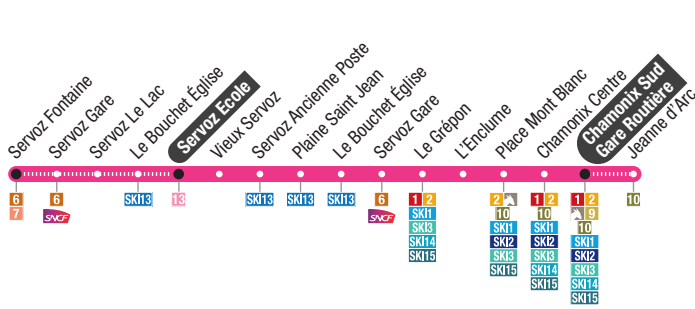 Servoz Fontaine
Servoz Gare
Servoz Le Lac
Le Bouchet Église
Servoz Ecole
Vieux Servoz
Servoz Ancienne Poste
Plaine Saint Jean
Le Bouchet Église
Servoz Gare
Le Grépon
L'Enclume
Place Mont Blanc
Chamonix Centre
Chamonix Sud
Gare Routière
Jeanne d'Arc
6
7
6
SNCF
SKI13
13
SKI13
SKI13
SKI13
6
SNCF
1 2
SKI1
SKI3
SKI14
SKI15
2
10
SKI1
SKI2
SKI3
SKI15
1 2
10
SKI1
SKI2
SKI3
SKI14
SKI15
1 2
9
10
SKI1
SKI2
SKI3
SKI14
SKI15
10